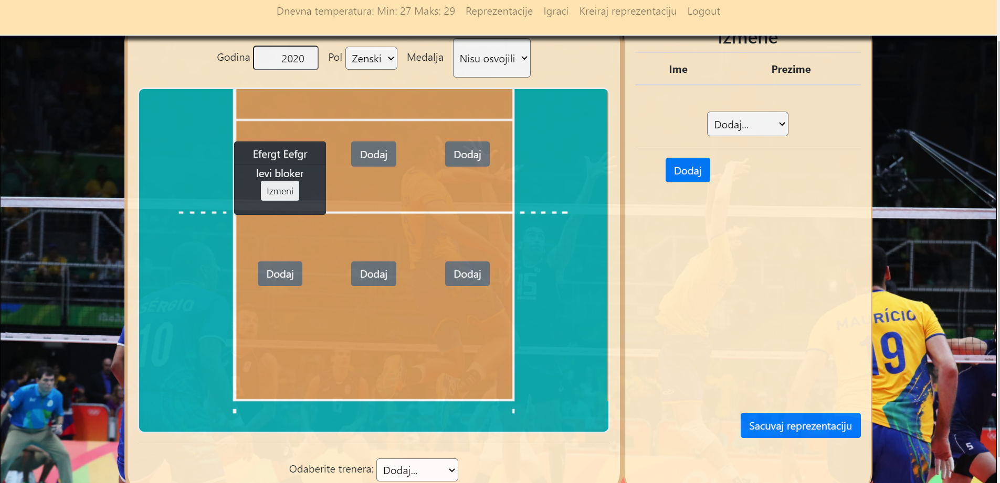 Dnevna temperatura: Min: 27 Maks: 29 Reprezentacije Igraci Kreiraj reprezentaciju Logout
Godina 2020 Pol Zenski Medalja Nisu osvojili
Efergt Eefgr
levi bloker
Izmeni
Dodaj
Dodaj
Dodaj
Dodaj
Dodaj
Odaberite trenera: Dodaj...
Izmene
Ime Prezime
Dodaj...
Dodaj
Sacuvaj reprezentaciju
SÉRGIO
10
15
MAURÍCIO
19
5